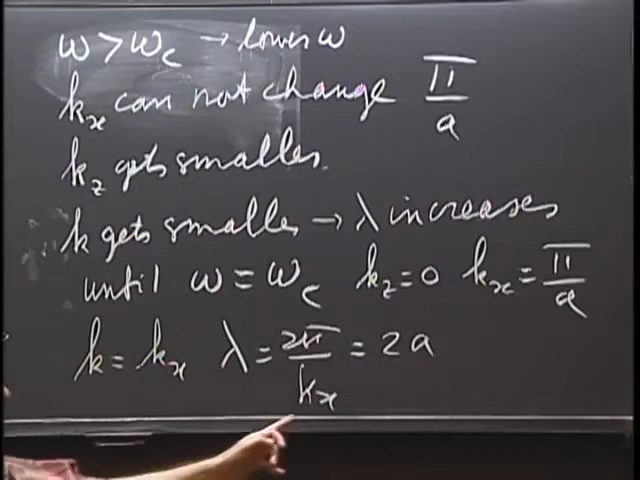 ω > ω_c → lower ω
k_x can not change π/a
k_z gets smaller.
k gets smaller → λ increases
until ω = ω_c k_z = 0 k_x = π/a
k = k_x λ = 2π/k_x = 2a